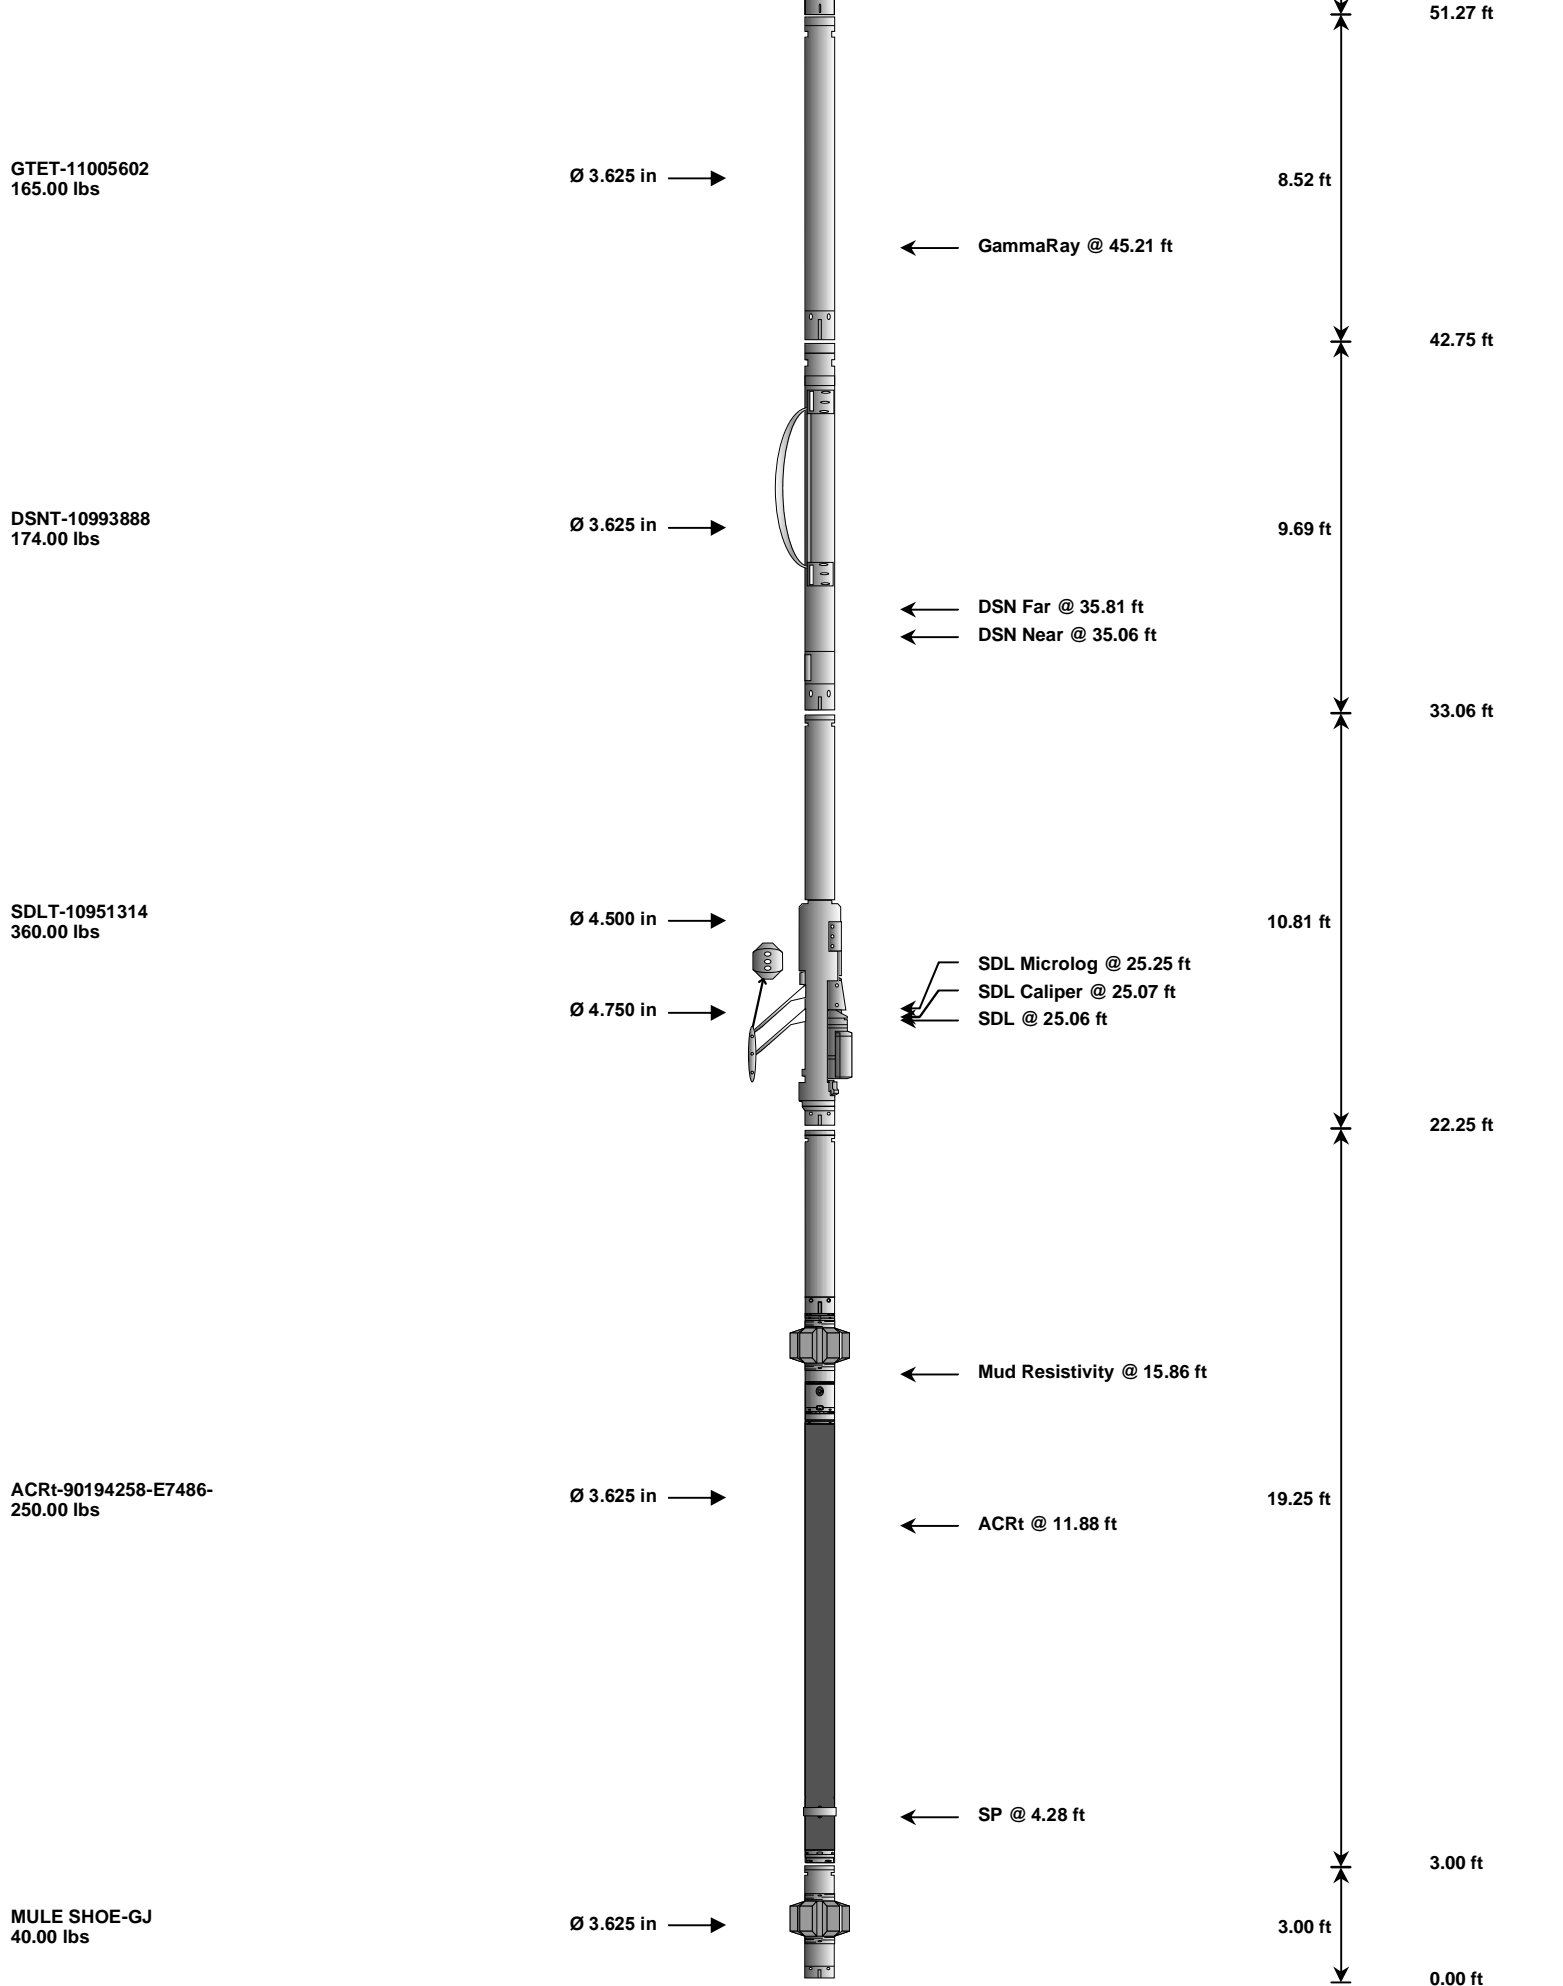 51.27 ft
GTET-11005602
165.00 lbs
Ø 3.625 in
8.52 ft
GammaRay @ 45.21 ft
42.75 ft
DSNT-10993888
174.00 lbs
Ø 3.625 in
9.69 ft
DSN Far @ 35.81 ft
DSN Near @ 35.06 ft
33.06 ft
SDLT-10951314
360.00 lbs
Ø 4.500 in
10.81 ft
SDL Microlog @ 25.25 ft
SDL Caliper @ 25.07 ft
Ø 4.750 in
SDL @ 25.06 ft
22.25 ft
Mud Resistivity @ 15.86 ft
ACRt-90194258-E7486-
250.00 lbs
Ø 3.625 in
19.25 ft
ACRt @ 11.88 ft
SP @ 4.28 ft
3.00 ft
MULE SHOE-GJ
40.00 lbs
Ø 3.625 in
3.00 ft
0.00 ft